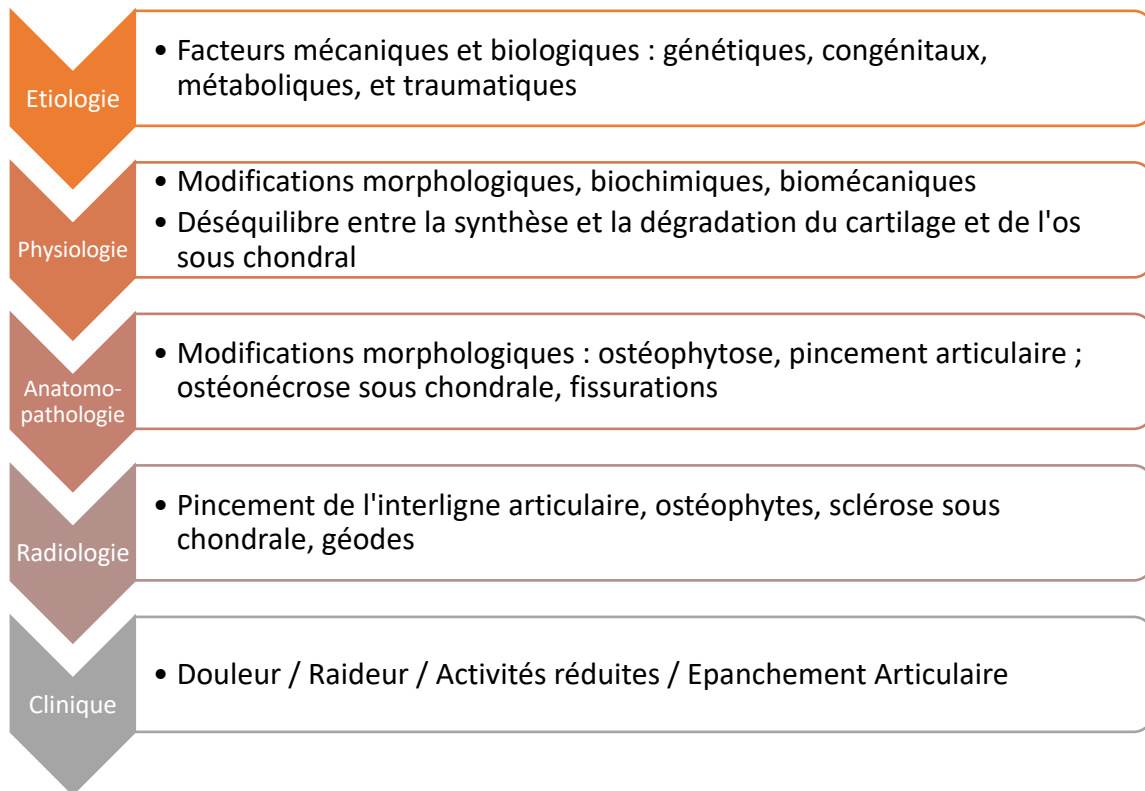 Etiologie
• Facteurs mécaniques et biologiques : génétiques, congénitaux,
métaboliques, et traumatiques
Physiologie
• Modifications morphologiques, biochimiques, biomécaniques
• Déséquilibre entre la synthèse et la dégradation du cartilage et de l'os
sous chondral
Anatomo-
pathologie
• Modifications morphologiques : ostéophytose, pincement articulaire ;
ostéonécrose sous chondrale, fissurations
Radiologie
• Pincement de l'interligne articulaire, ostéophytes, sclérose sous
chondrale, géodes
Clinique
• Douleur / Raideur / Activités réduites / Epanchement Articulaire